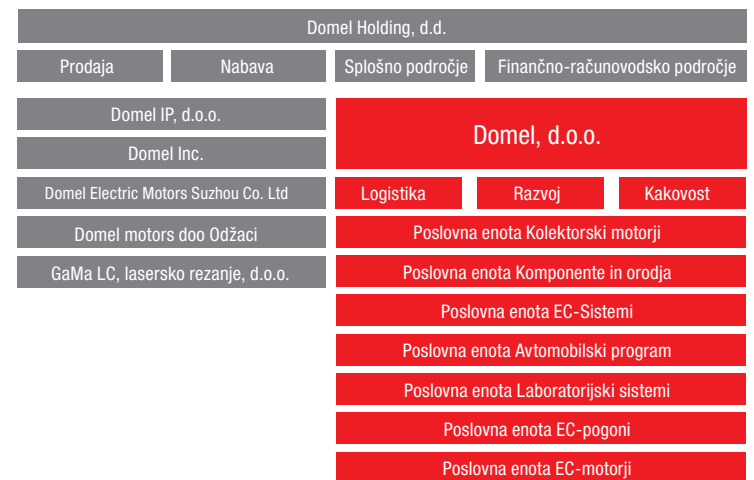 Domel Holding, d.d.
Prodaja
Nabava
Splošno področje
Finančno-računovodsko področje
Domel IP, d.o.o.
Domel Inc.
Domel Electric Motors Suzhou Co. Ltd
Domel motors doo Odžaci
GaMa LC, lasersko rezanje, d.o.o.
Domel, d.o.o.
Logistika
Razvoj
Kakovost
Poslovna enota Kolektorski motorji
Poslovna enota Komponente in orodja
Poslovna enota EC-Sistemi
Poslovna enota Avtomobilski program
Poslovna enota Laboratorijski sistemi
Poslovna enota EC-pogoni
Poslovna enota EC-motorji